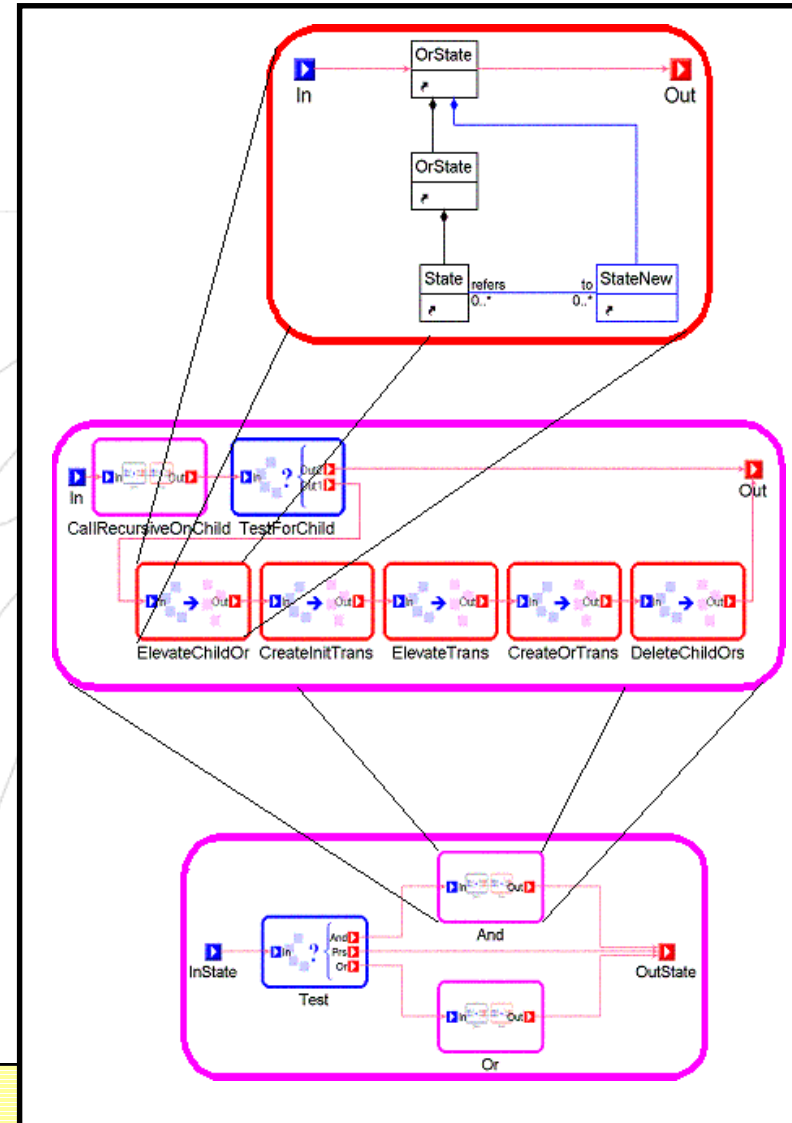 OrState
In
Out
OrState
State
refers
to
StateNew
0..*
0..*
In
In
Out
In
Out2
Out1
Out
CallRecursiveOnChild
TestForChild
In
Out
In
Out
In
Out
In
Out
In
Out
ElevateChildOr
CreateInitTrans
ElevateTrans
CreateOrTrans
DeleteChildOrs
In
Out
And
InState
In
?
And
Prs
Or
OutState
Test
In
Out
Or